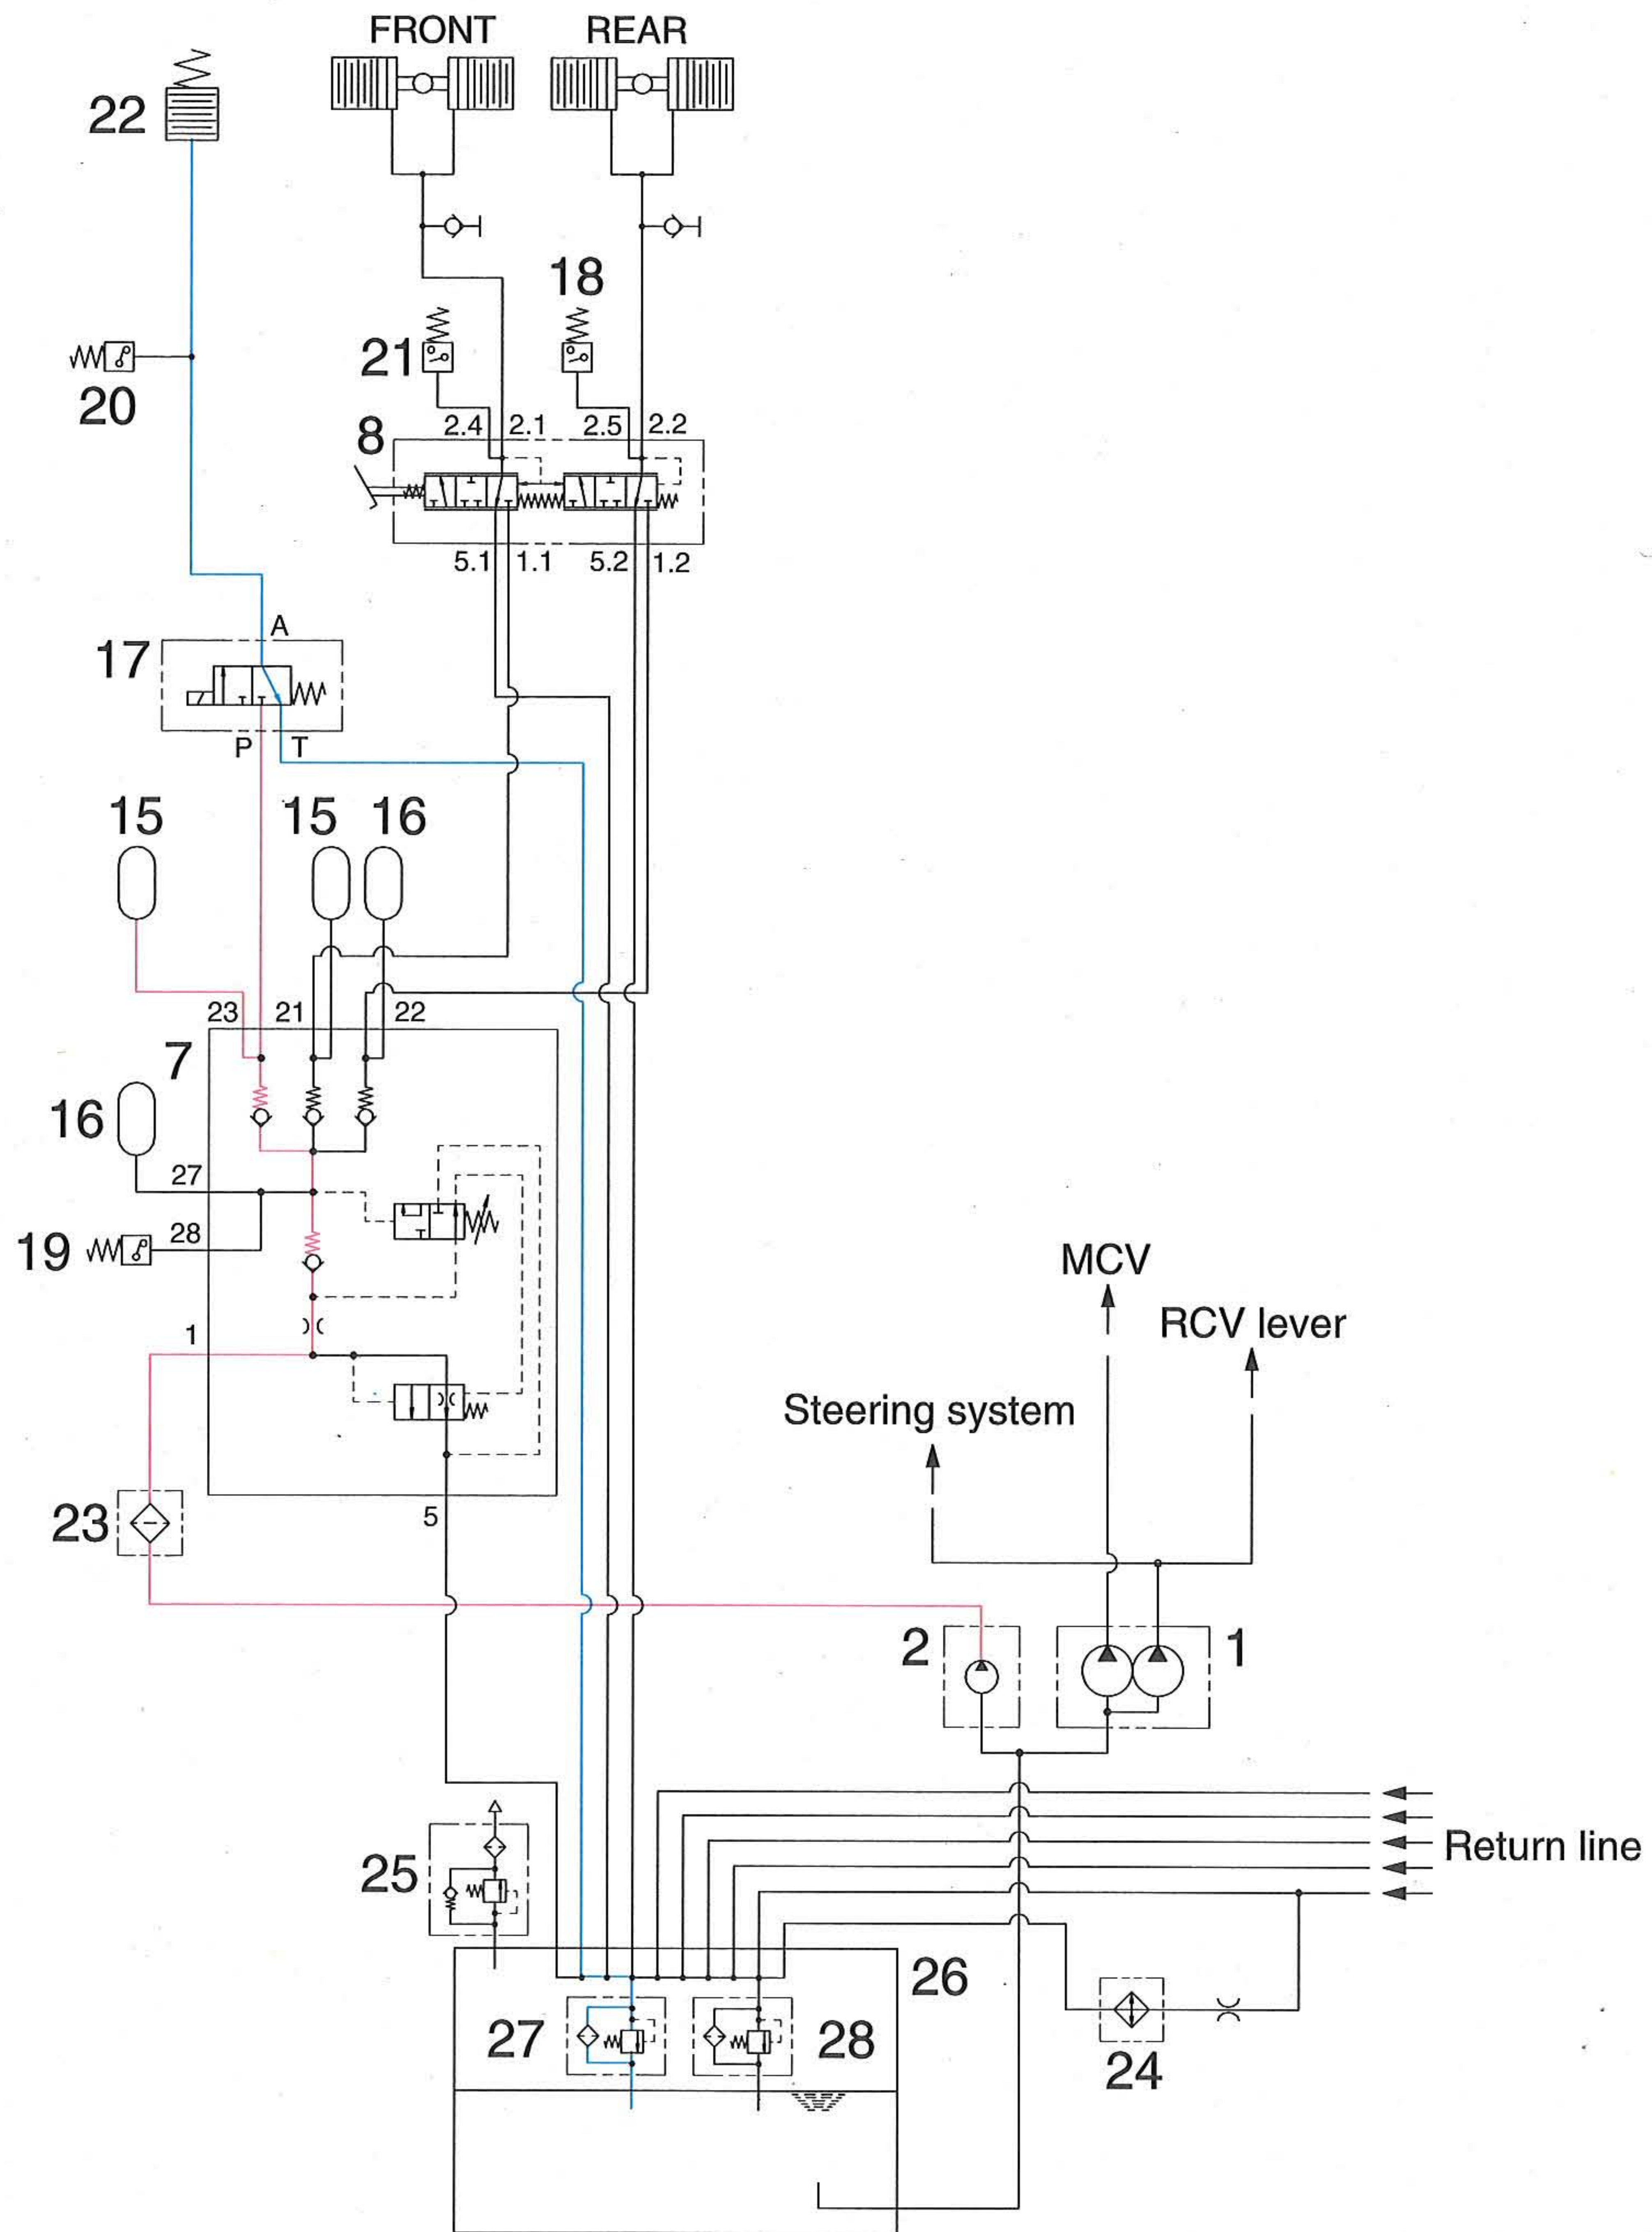 FRONT REAR
22
18
21
20
8
2.4 2.1 2.5 2.2
5.1 1.1 5.2 1.2
A
17
P T
15 15 16
23 21 22
7
16
27
28
19
1
MCV
RCV lever
Steering system
23
5
2 1
25
Return line
26
27 28
24